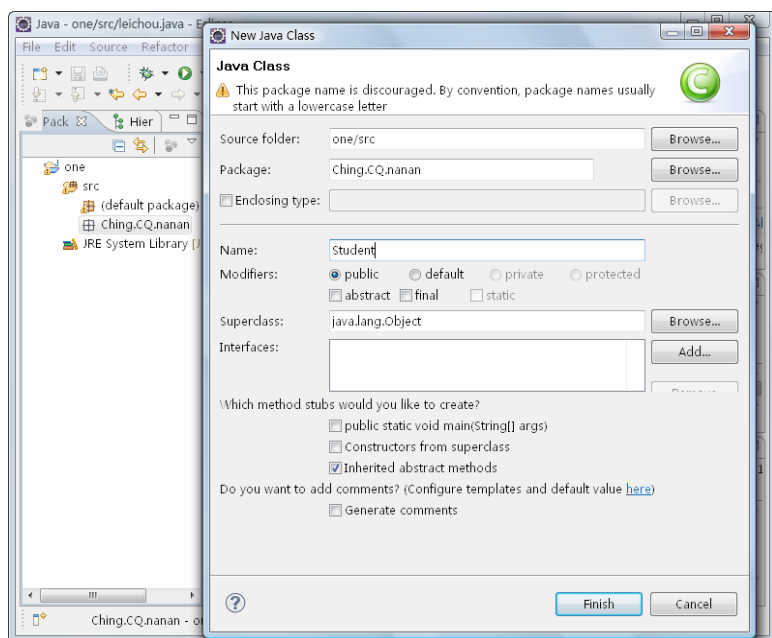 Java - one/src/leichou.java - E
File Edit Source Refactor
Pack Hier
one
src
(default package)
Ching.CQ.nanan
JRE System Library [J
Ching.CQ.nanan - o
New Java Class
Java Class
This package name is discouraged. By convention, package names usually
start with a lowercase letter
Source folder: one/src Browse...
Package: Ching.CQ.nanan Browse...
Enclosing type: Browse...
Name: Student
Modifiers: public default private protected
abstract final static
Superclass: java.lang.Object Browse...
Interfaces: Add...
Which method stubs would you like to create?
public static void main(String[] args)
Constructors from superclass
Inherited abstract methods
Do you want to add comments? (Configure templates and default value here)
Generate comments
Finish Cancel